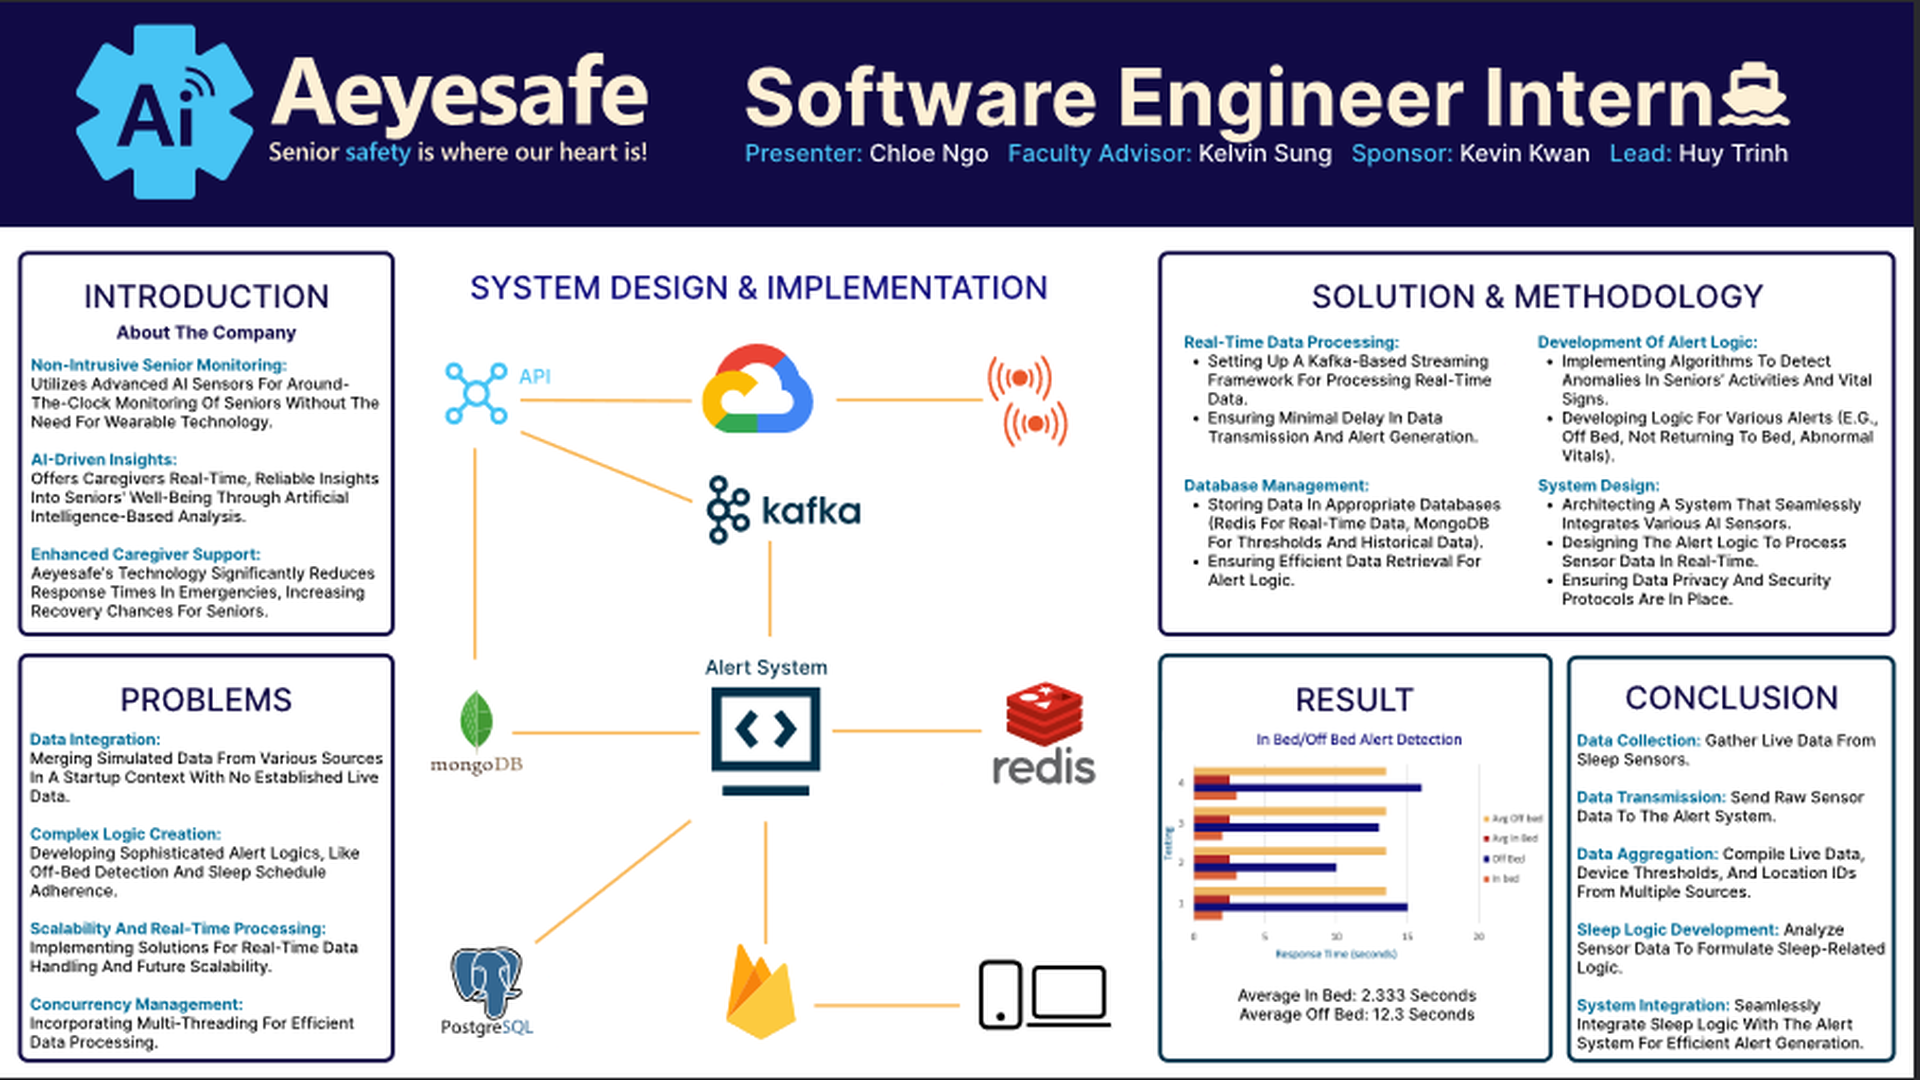 Ai
Aeyesafe
Senior safety is where our heart is!
Software Engineer Intern
Presenter: Chloe Ngo Faculty Advisor: Kelvin Sung Sponsor: Kevin Kwan Lead: Huy Trinh
INTRODUCTION
About The Company
Non-Intrusive Senior Monitoring:
Utilizes Advanced AI Sensors For Around-
The-Clock Monitoring Of Seniors Without The
Need For Wearable Technology.
AI-Driven Insights:
Offers Caregivers Real-Time, Reliable Insights
Into Seniors' Well-Being Through Artificial
Intelligence-Based Analysis.
Enhanced Caregiver Support:
Aeyesafe's Technology Significantly Reduces
Response Times In Emergencies, Increasing
Recovery Chances For Seniors.
PROBLEMS
Data Integration:
Merging Simulated Data From Various Sources
In A Startup Context With No Established Live
Data.
Complex Logic Creation:
Developing Sophisticated Alert Logics, Like
Off-Bed Detection And Sleep Schedule
Adherence.
Scalability And Real-Time Processing:
Implementing Solutions For Real-Time Data
Handling And Future Scalability.
Concurrency Management:
Incorporating Multi-Threading For Efficient
Data Processing.
SYSTEM DESIGN & IMPLEMENTATION
API
kafka
Alert System
mongoDB
redis
PostgreSQL
SOLUTION & METHODOLOGY
Real-Time Data Processing:
• Setting Up A Kafka-Based Streaming
Framework For Processing Real-Time
Data.
• Ensuring Minimal Delay In Data
Transmission And Alert Generation.
Database Management:
• Storing Data In Appropriate Databases
(Redis For Real-Time Data, MongoDB
For Thresholds And Historical Data).
• Ensuring Efficient Data Retrieval For
Alert Logic.
Development Of Alert Logic:
• Implementing Algorithms To Detect
Anomalies In Seniors' Activities And Vital
Signs.
• Developing Logic For Various Alerts (E.G.,
Off Bed, Not Returning To Bed, Abnormal
Vitals).
System Design:
• Architecting A System That Seamlessly
Integrates Various AI Sensors.
• Designing The Alert Logic To Process
Sensor Data In Real-Time.
• Ensuring Data Privacy And Security
Protocols Are In Place.
RESULT
In Bed/Off Bed Alert Detection
Testing
4
3
2
1
0 5 10 15 20
Response Time (seconds)
Avg Off bed
Avg In Bed
Off Bed
In bed
Average In Bed: 2.333 Seconds
Average Off Bed: 12.3 Seconds
CONCLUSION
Data Collection: Gather Live Data From
Sleep Sensors.
Data Transmission: Send Raw Sensor
Data To The Alert System.
Data Aggregation: Compile Live Data,
Device Thresholds, And Location IDs
From Multiple Sources.
Sleep Logic Development: Analyze
Sensor Data To Formulate Sleep-Related
Logic.
System Integration: Seamlessly
Integrate Sleep Logic With The Alert
System For Efficient Alert Generation.